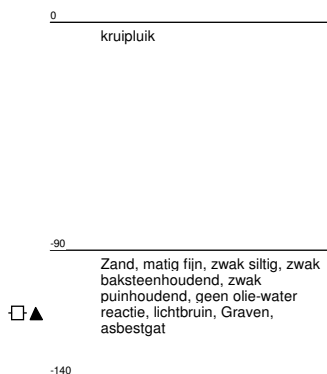 0
kruipluik
-90
Zand, matig fijn, zwak siltig, zwak
baksteenhoudend, zwak
puinhoudend, geen olie-water
reactie, lichtbruin, Graven,
asbestgat
-140